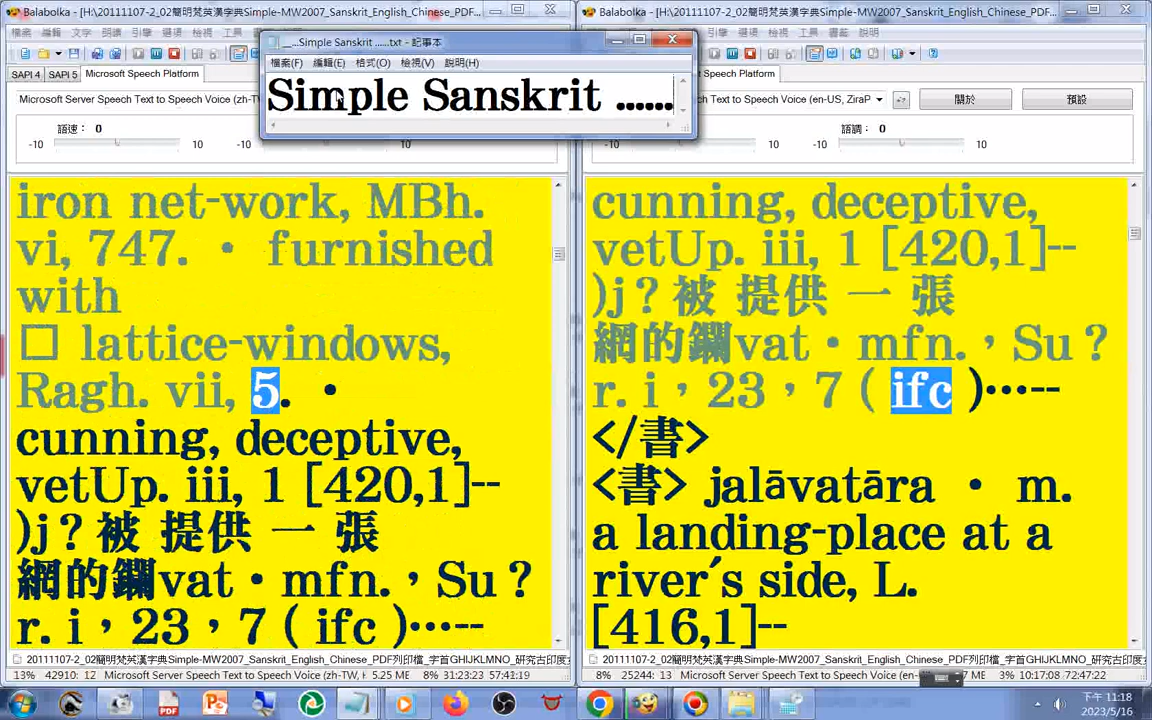 Balabolka - [H:\20111107-2_02簡明梵英漢字典Simple-MW2007_Sanskrit_English_Chinese_PDF...
Balabolka - [H:\20111107-2_02簡明梵英漢字典Simple-MW2007_Sanskrit_English_Chinese_PDF...
__...Simple Sanskrit ......txt - 記事本
檔案(F) 編輯(E) 格式(O) 檢視(V) 說明(H)
Simple Sanskrit ......
SAPI 4 SAPI 5 Microsoft Speech Platform
t Speech Platform
Microsoft Server Speech Text to Speech Voice (zh-TW
Microsoft Server Speech Text to Speech Voice (en-US, ZiraP
關於 預設
語速： 0
-10 10 10
語調： 0
-10 10 -10 10
iron net-work, MBh.
vi, 747. • furnished
with
□ lattice-windows,
Ragh. vii, 5. •
cunning, deceptive,
vetUp. iii, 1 [420,1]--
)j？被 提供 一 張
網的鑭vat • mfn.，Su？
r. i，23，7 ( ifc )…--
cunning, deceptive,
vetUp. iii, 1 [420,1]--
)j？被 提供 一 張
網的鑭vat • mfn.，Su？
r. i，23，7 ( ifc )…--
</書>
<書> jalāvatāra • m.
a landing-place at a
river´s side, L.
[416,1]--
20111107-2_02簡明梵英漢字典Simple-MW2007_Sanskrit_English_Chinese_PDF列印檔_字首GHIJKLMNO_研究古印度
20111107-2_02簡明梵英漢字典Simple-MW2007_Sanskrit_English_Chinese_PDF列印檔_字首GHIJKLMNO_研究古印度
13% 42910: 12 Microsoft Server Speech Text to Speech Voice (zh-TW, 5.25 MB 8% 31:23:23 57:41:19
8% 25244: 13 Microsoft Server Speech Text to Speech Voice (en-US 3% 10:17:08 72:47:22
下午 11:18
2023/5/16